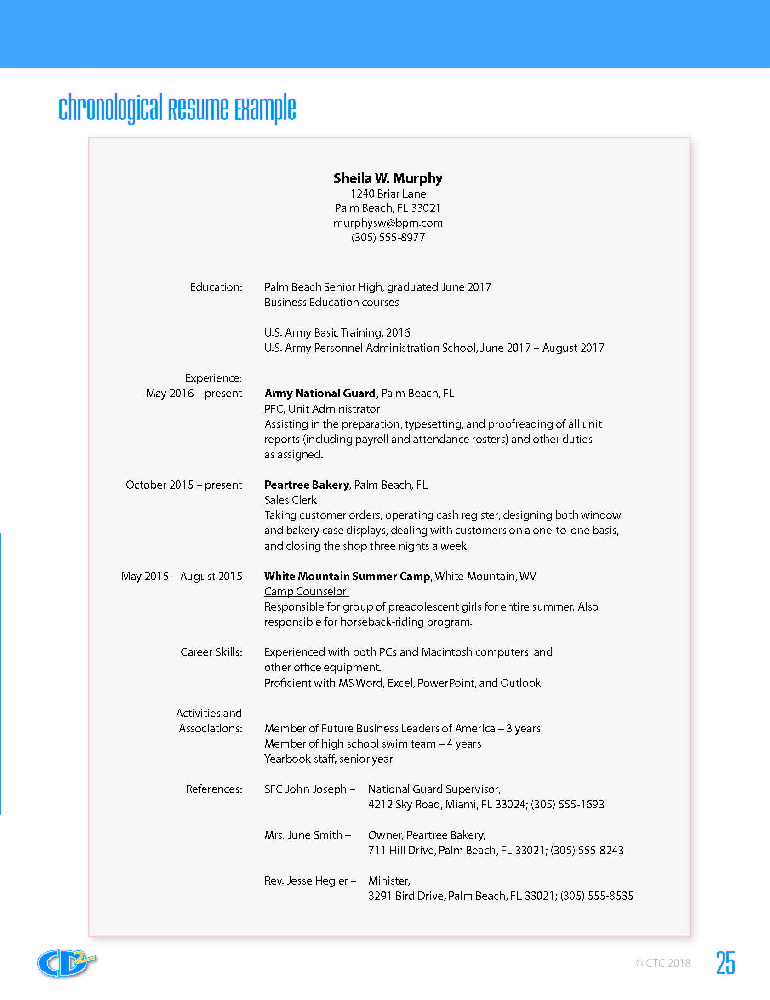 chronological Resume Example
Sheila W. Murphy
1240 Briar Lane
Palm Beach, FL 33021
murphysw@bpm.com
(305) 555-8977
Education: Palm Beach Senior High, graduated June 2017
Business Education courses
U.S. Army Basic Training, 2016
U.S. Army Personnel Administration School, June 2017 – August 2017
Experience:
May 2016 – present Army National Guard, Palm Beach, FL
PFC, Unit Administrator
Assisting in the preparation, typesetting, and proofreading of all unit
reports (including payroll and attendance rosters) and other duties
as assigned.
October 2015 – present Peartree Bakery, Palm Beach, FL
Sales Clerk
Taking customer orders, operating cash register, designing both window
and bakery case displays, dealing with customers on a one-to-one basis,
and closing the shop three nights a week.
May 2015 – August 2015 White Mountain Summer Camp, White Mountain, WV
Camp Counselor
Responsible for group of preadolescent girls for entire summer. Also
responsible for horseback-riding program.
Career Skills: Experienced with both PCs and Macintosh computers, and
other office equipment.
Proficient with MS Word, Excel, PowerPoint, and Outlook.
Activities and
Associations: Member of Future Business Leaders of America – 3 years
Member of high school swim team – 4 years
Yearbook staff, senior year
References: SFC John Joseph – National Guard Supervisor,
4212 Sky Road, Miami, FL 33024; (305) 555-1693
Mrs. June Smith – Owner, Peartree Bakery,
711 Hill Drive, Palm Beach, FL 33021; (305) 555-8243
Rev. Jesse Hegler – Minister,
3291 Bird Drive, Palm Beach, FL 33021; (305) 555-8535
CD2
© CTC 2018
25